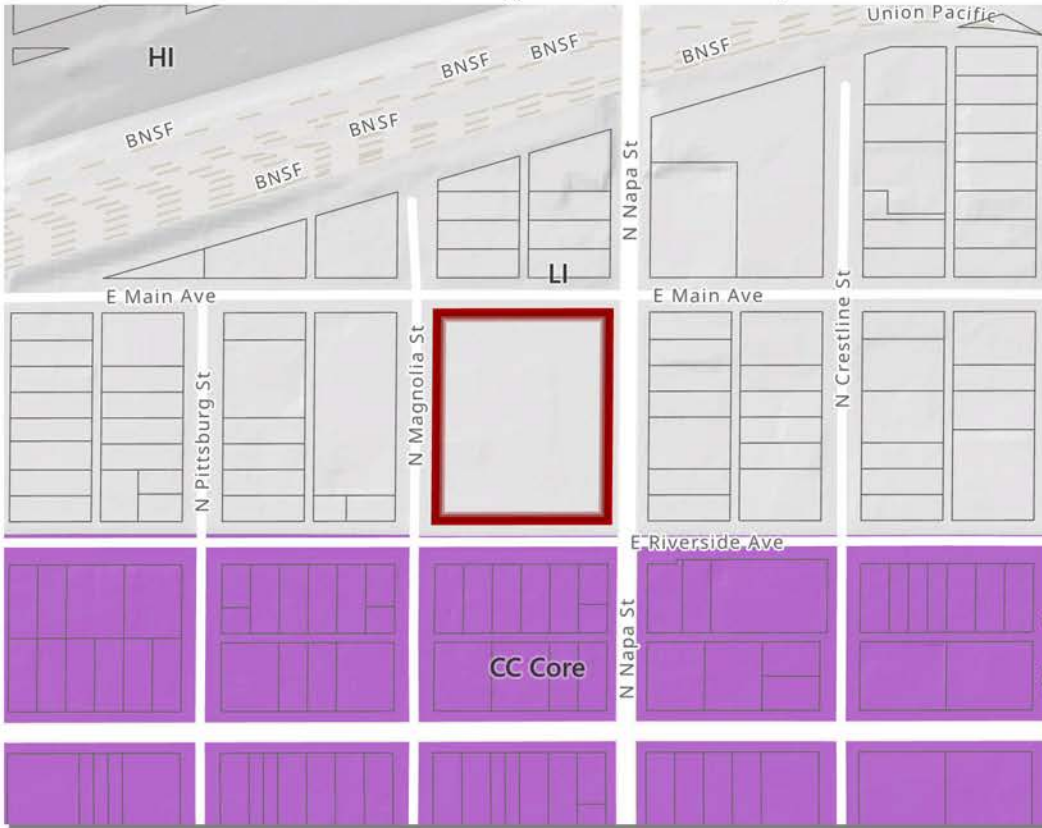 Union Pacific
BNSF
BNSF
BNSF
HI
BNSF
BNSF
BNSF
N Napa St
LI
E Main Ave
E Main Ave
N Crestline St
N Magnolia St
N Pittsburg St
E Riverside Ave
N Napa St
CC Core